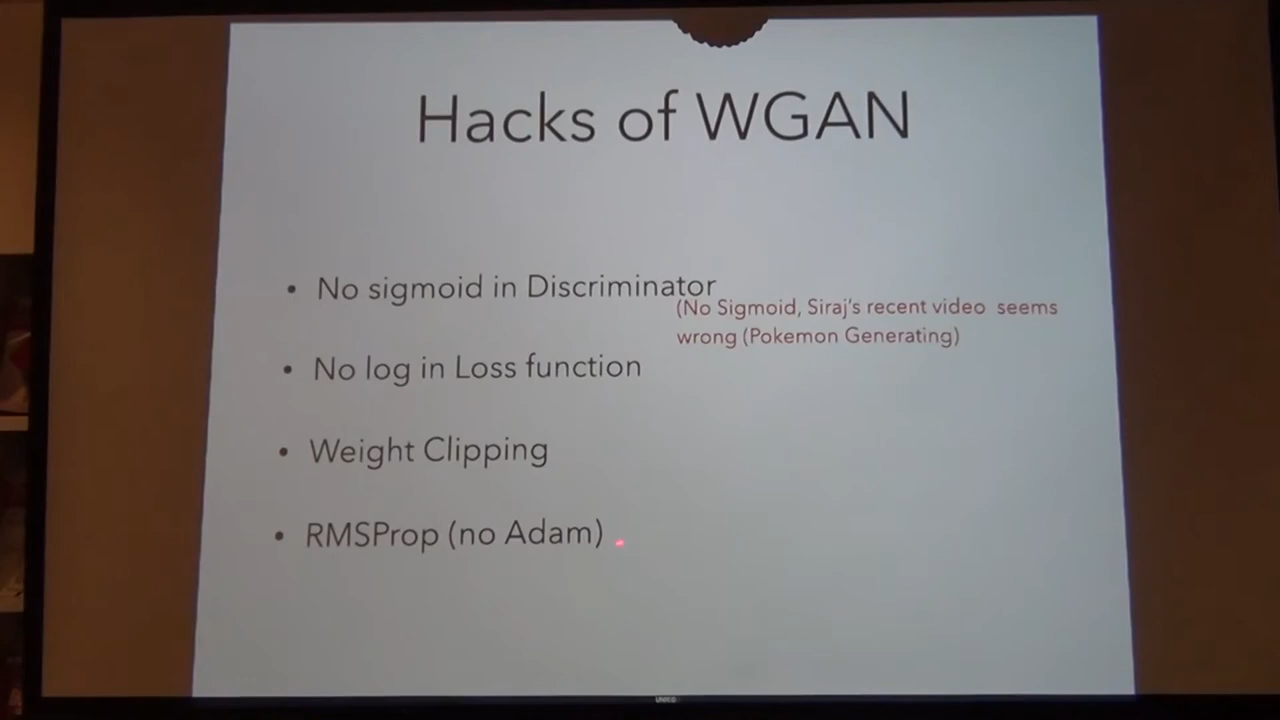 Hacks of WGAN
• No sigmoid in Discriminator
(No Sigmoid, Siraj's recent video seems
wrong (Pokemon Generating)
• No log in Loss function
• Weight Clipping
• RMSProp (no Adam)